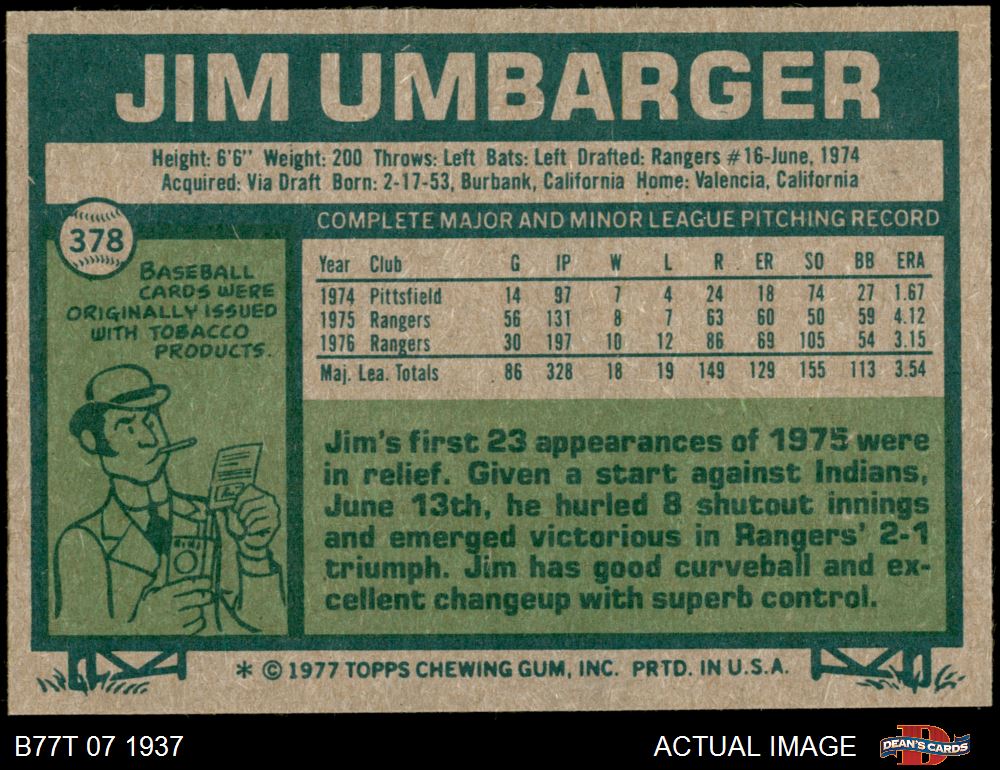 JIM UMBARGER
Height: 6'6" Weight: 200 Throws: Left Bats: Left Drafted: Rangers #16-June, 1974
Acquired: Via Draft Born: 2-17-53, Burbank, California Home: Valencia, California
378
BASEBALL
CARDS WERE
ORIGINALLY ISSUED
WITH TOBACCO
PRODUCTS.
COMPLETE MAJOR AND MINOR LEAGUE PITCHING RECORD
Year Club G IP W L R ER SO BB ERA
1974 Pittsfield 14 97 7 4 24 18 74 27 1.67
1975 Rangers 56 131 8 7 63 60 50 59 4.12
1976 Rangers 30 197 10 12 86 69 105 54 3.15
Maj. Lea. Totals 86 328 18 19 149 129 155 113 3.54
Jim's first 23 appearances of 1975 were
in relief. Given a start against Indians,
June 13th, he hurled 8 shutout innings
and emerged victorious in Rangers' 2-1
triumph. Jim has good curveball and ex-
cellent changeup with superb control.
* © 1977 TOPPS CHEWING GUM, INC. PRTD. IN U.S.A.
B77T 07 1937
ACTUAL IMAGE
D
DEAN'S CARDS